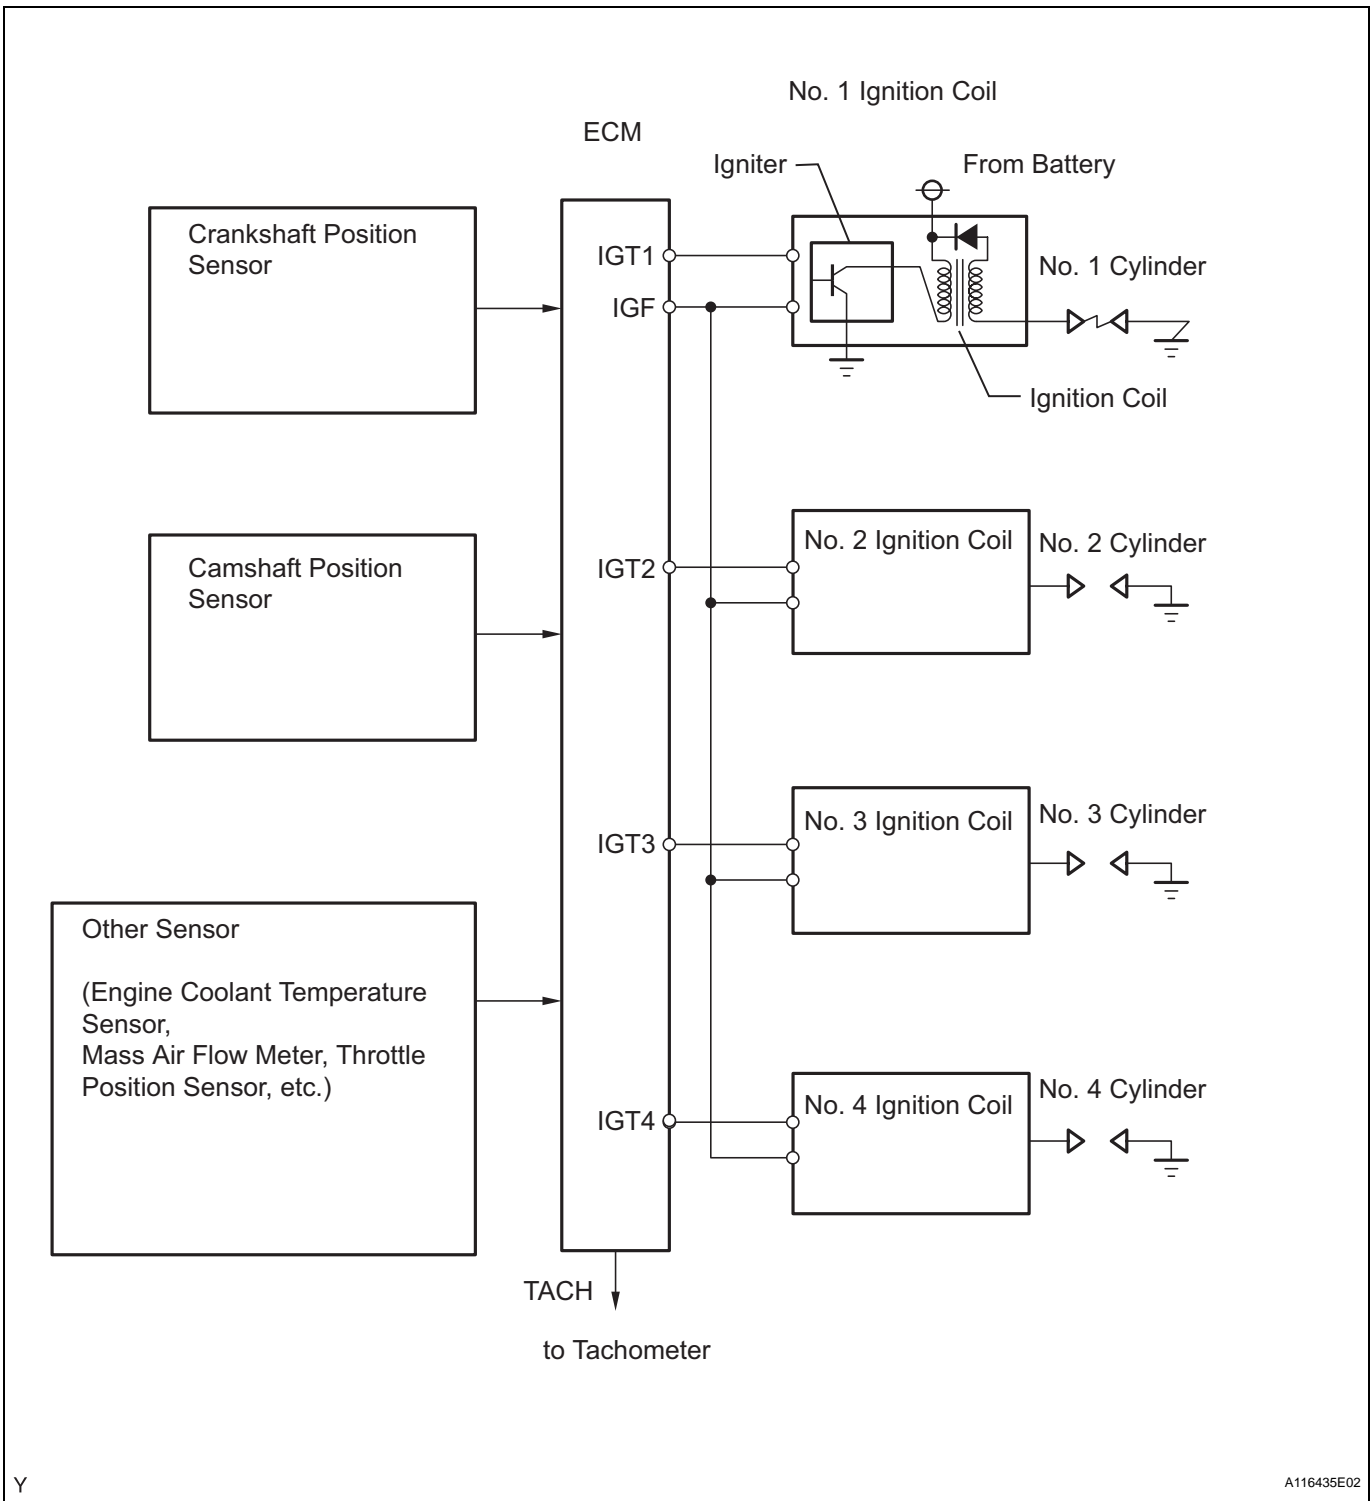 No. 1 Ignition Coil
ECM
Igniter
From Battery
Crankshaft Position
Sensor
IGT1
IGF
No. 1 Cylinder
Ignition Coil
Camshaft Position
Sensor
IGT2
No. 2 Ignition Coil
No. 2 Cylinder
IGT3
No. 3 Ignition Coil
No. 3 Cylinder
Other Sensor
(Engine Coolant Temperature
Sensor,
Mass Air Flow Meter, Throttle
Position Sensor, etc.)
IGT4
No. 4 Ignition Coil
No. 4 Cylinder
TACH
to Tachometer
Y
A116435E02